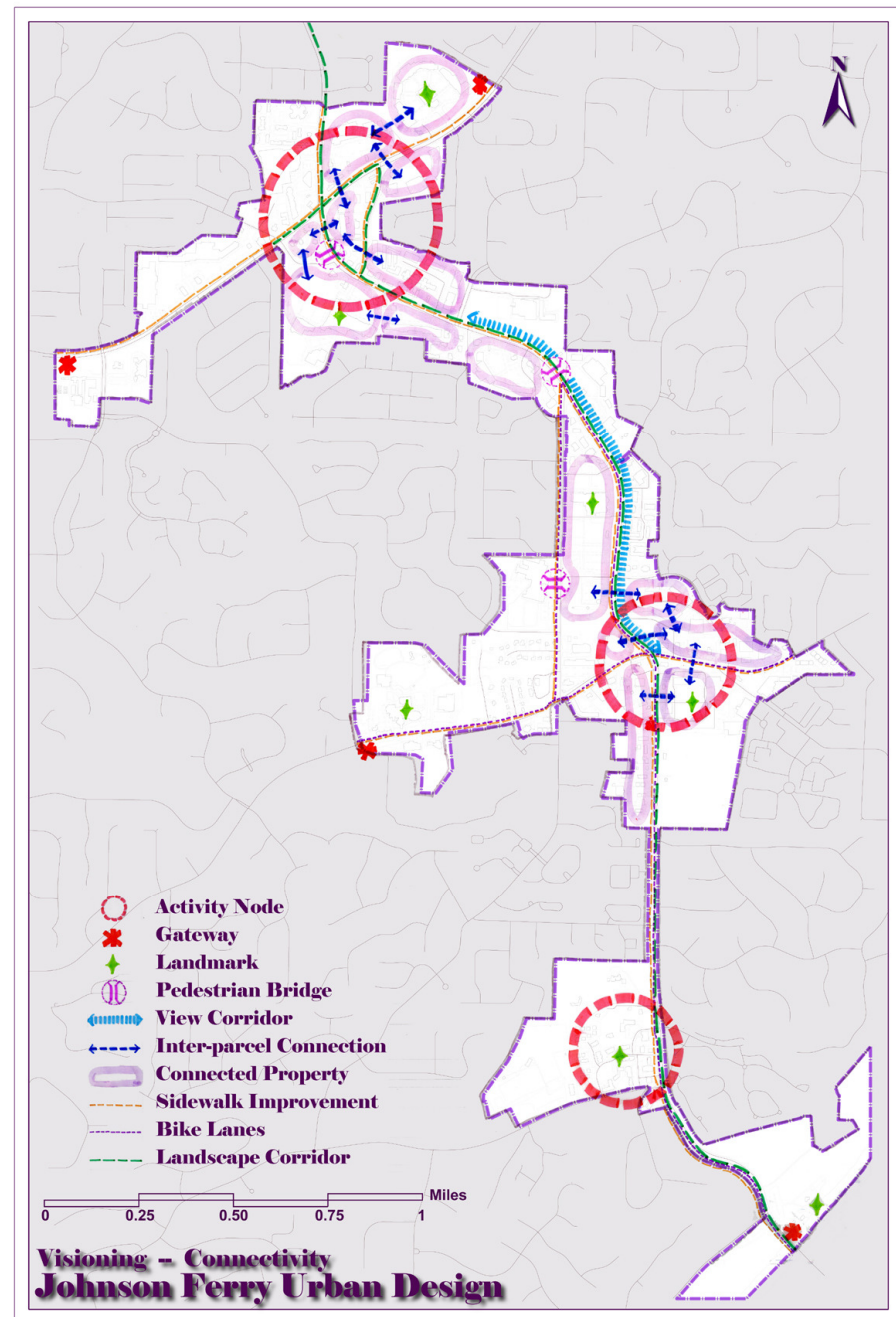 N
Activity Node
Gateway
Landmark
Pedestrian Bridge
View Corridor
Inter-parcel Connection
Connected Property
Sidewalk Improvement
Bike Lanes
Landscape Corridor
Miles
0 0.25 0.50 0.75 1
Visioning -- Connectivity
Johnson Ferry Urban Design